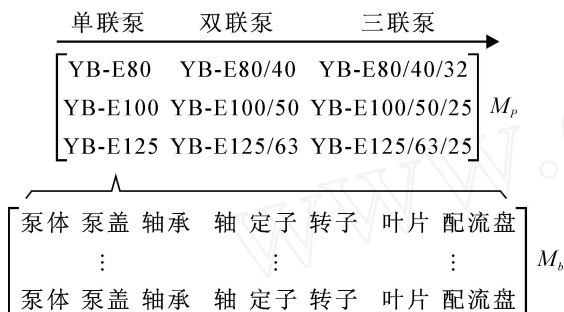 单联泵 双联泵 三联泵
YB-E80 YB-E80/40 YB-E80/40/32
YB-E100 YB-E100/50 YB-E100/50/25 M_P
YB-E125 YB-E125/63 YB-E125/63/25
泵体 泵盖 轴承 轴 定子 转子 叶片 配流盘
⋮ ⋮ ⋮ M_b
泵体 泵盖 轴承 轴 定子 转子 叶片 配流盘